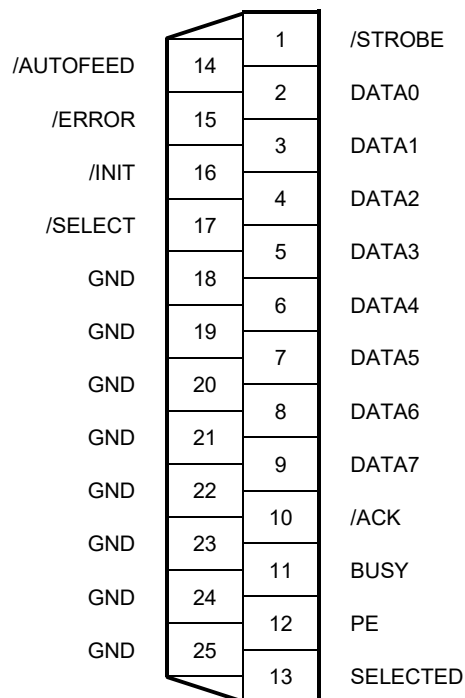 1 /STROBE
/AUTOFEED 14
2 DATA0
/ERROR 15
3 DATA1
/INIT 16
4 DATA2
/SELECT 17
5 DATA3
GND 18
6 DATA4
GND 19
7 DATA5
GND 20
8 DATA6
GND 21
9 DATA7
GND 22
10 /ACK
GND 23
11 BUSY
GND 24
12 PE
GND 25
13 SELECTED